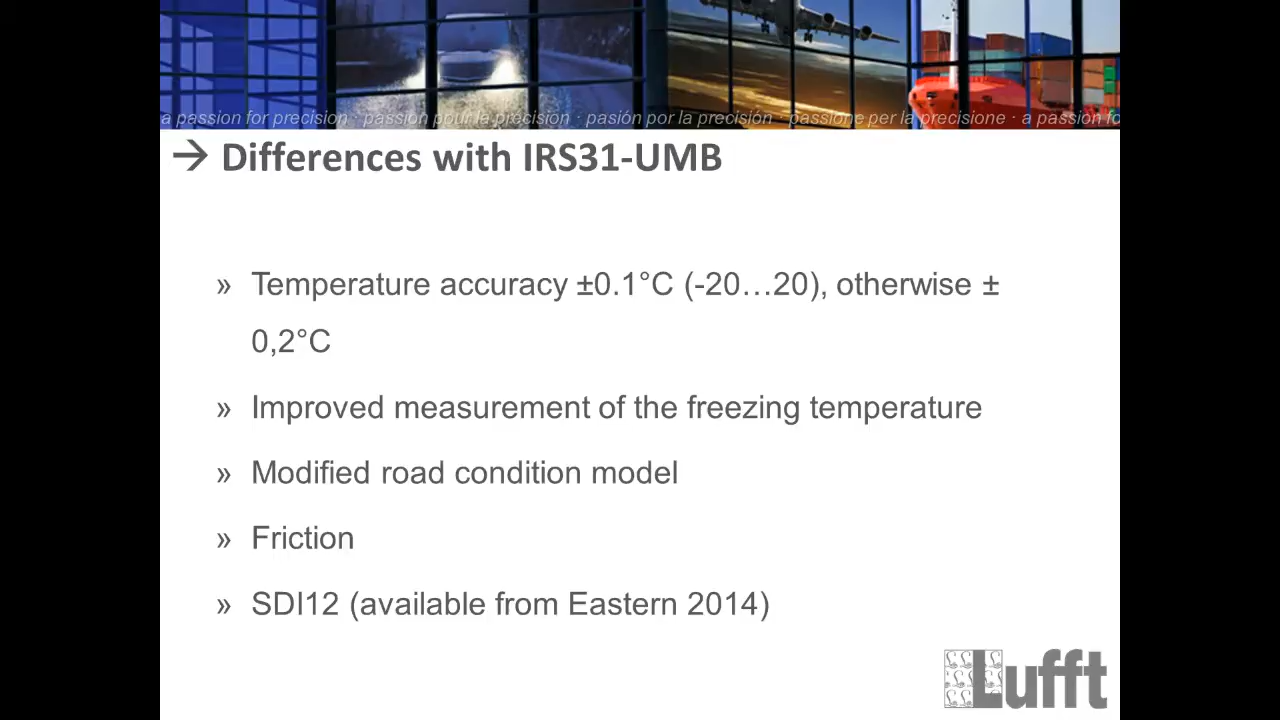 a passion for precision · passion pour la précision · pasión por la precisión · passione per la precisione · a passion fo
→ Differences with IRS31-UMB
» Temperature accuracy ±0.1°C (-20…20), otherwise ±
0,2°C
» Improved measurement of the freezing temperature
» Modified road condition model
» Friction
» SDI12 (available from Eastern 2014)
Lufft